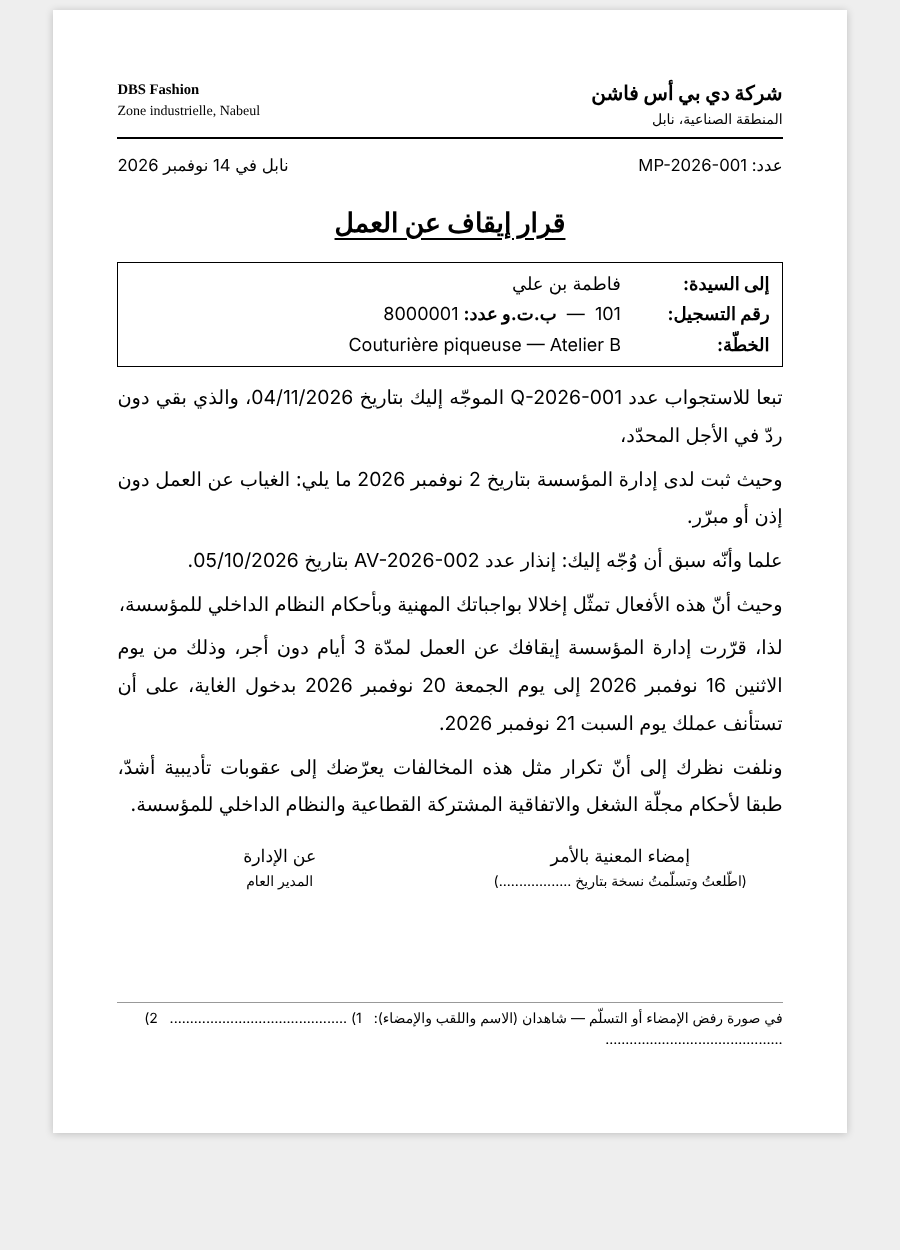 شركة دي بي أس فاشن
المنطقة الصناعية، نابل
DBS Fashion
Zone industrielle, Nabeul
عدد: MP-2026-001
نابل في 14 نوفمبر 2026
قرار إيقاف عن العمل
إلى السيدة: فاطمة بن علي
رقم التسجيل: 101 — ب.ت.و عدد: 8000001
الخطّة: Couturière piqueuse — Atelier B
تبعا للاستجواب عدد Q-2026-001 الموجّه إليك بتاريخ 04/11/2026، والذي بقي دون
ردّ في الأجل المحدّد،
وحيث ثبت لدى إدارة المؤسسة بتاريخ 2 نوفمبر 2026 ما يلي: الغياب عن العمل دون
إذن أو مبرّر.
علما وأنّه سبق أن وُجّه إليك: إنذار عدد AV-2026-002 بتاريخ 05/10/2026.
وحيث أنّ هذه الأفعال تمثّل إخلالا بواجباتك المهنية وبأحكام النظام الداخلي للمؤسسة،
لذا، قرّرت إدارة المؤسسة إيقافك عن العمل لمدّة 3 أيام دون أجر، وذلك من يوم
الاثنين 16 نوفمبر 2026 إلى يوم الجمعة 20 نوفمبر 2026 بدخول الغاية، على أن
تستأنف عملك يوم السبت 21 نوفمبر 2026.
ونلفت نظرك إلى أنّ تكرار مثل هذه المخالفات يعرّضك إلى عقوبات تأديبية أشدّ،
طبقا لأحكام مجلّة الشغل والاتفاقية المشتركة القطاعية والنظام الداخلي للمؤسسة.
إمضاء المعنية بالأمر
(اطّلعتُ وتسلّمتُ نسخة بتاريخ ..................)
عن الإدارة
المدير العام
في صورة رفض الإمضاء أو التسلّم — شاهدان (الاسم واللقب والإمضاء): 1) ............................................ 2)
............................................